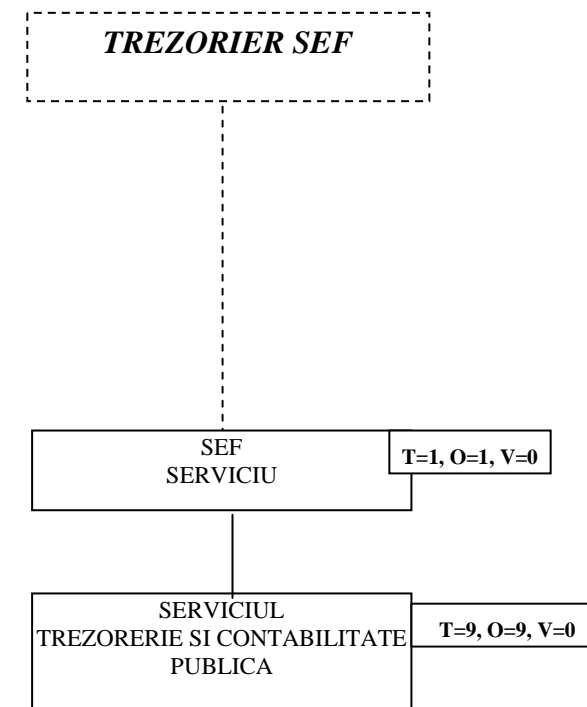 TREZORIER SEF
SEF
SERVICIU
T=1, O=1, V=0
SERVICIUL
TREZORERIE SI CONTABILITATE
PUBLICA
T=9, O=9, V=0